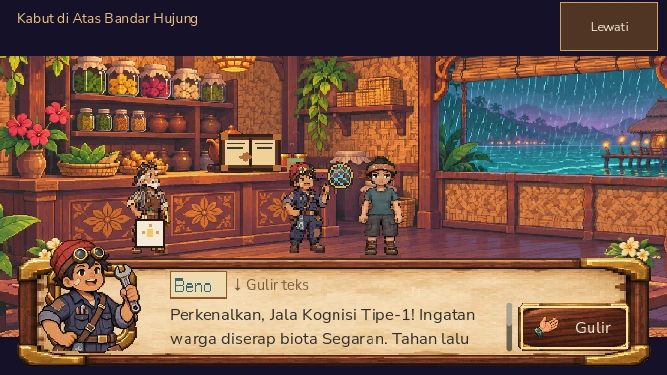 Kabut di Atas Bandar Hujung
Lewati
Beno
↓ Gulir teks
Perkenalkan, Jala Kognisi Tipe-1! Ingatan
warga diserap biota Segaran. Tahan lalu
Gulir